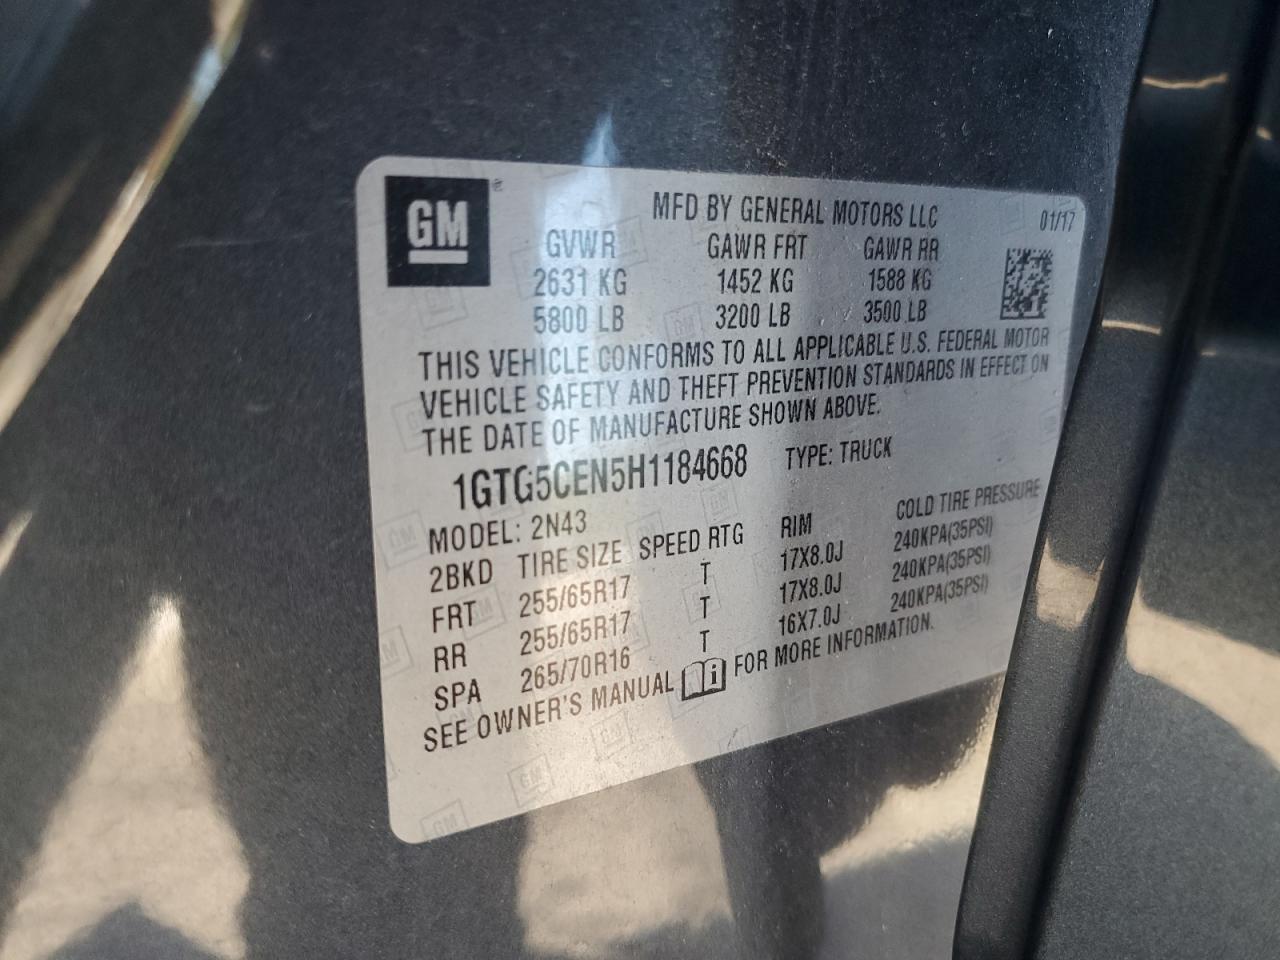 GM
MFD BY GENERAL MOTORS LLC 01/17
GVWR GAWR FRT GAWR RR
2631 KG 1452 KG 1588 KG
5800 LB 3200 LB 3500 LB
THIS VEHICLE CONFORMS TO ALL APPLICABLE U.S. FEDERAL MOTOR
VEHICLE SAFETY AND THEFT PREVENTION STANDARDS IN EFFECT ON
THE DATE OF MANUFACTURE SHOWN ABOVE.
1GTG5CEN5H1184668 TYPE: TRUCK
MODEL: 2N43
2BKD TIRE SIZE SPEED RTG RIM COLD TIRE PRESSURE
FRT 255/65R17 T 17X8.0J 240KPA(35PSI)
RR 255/65R17 T 17X8.0J 240KPA(35PSI)
SPA 265/70R16 T 16X7.0J 240KPA(35PSI)
SEE OWNER'S MANUAL i FOR MORE INFORMATION.